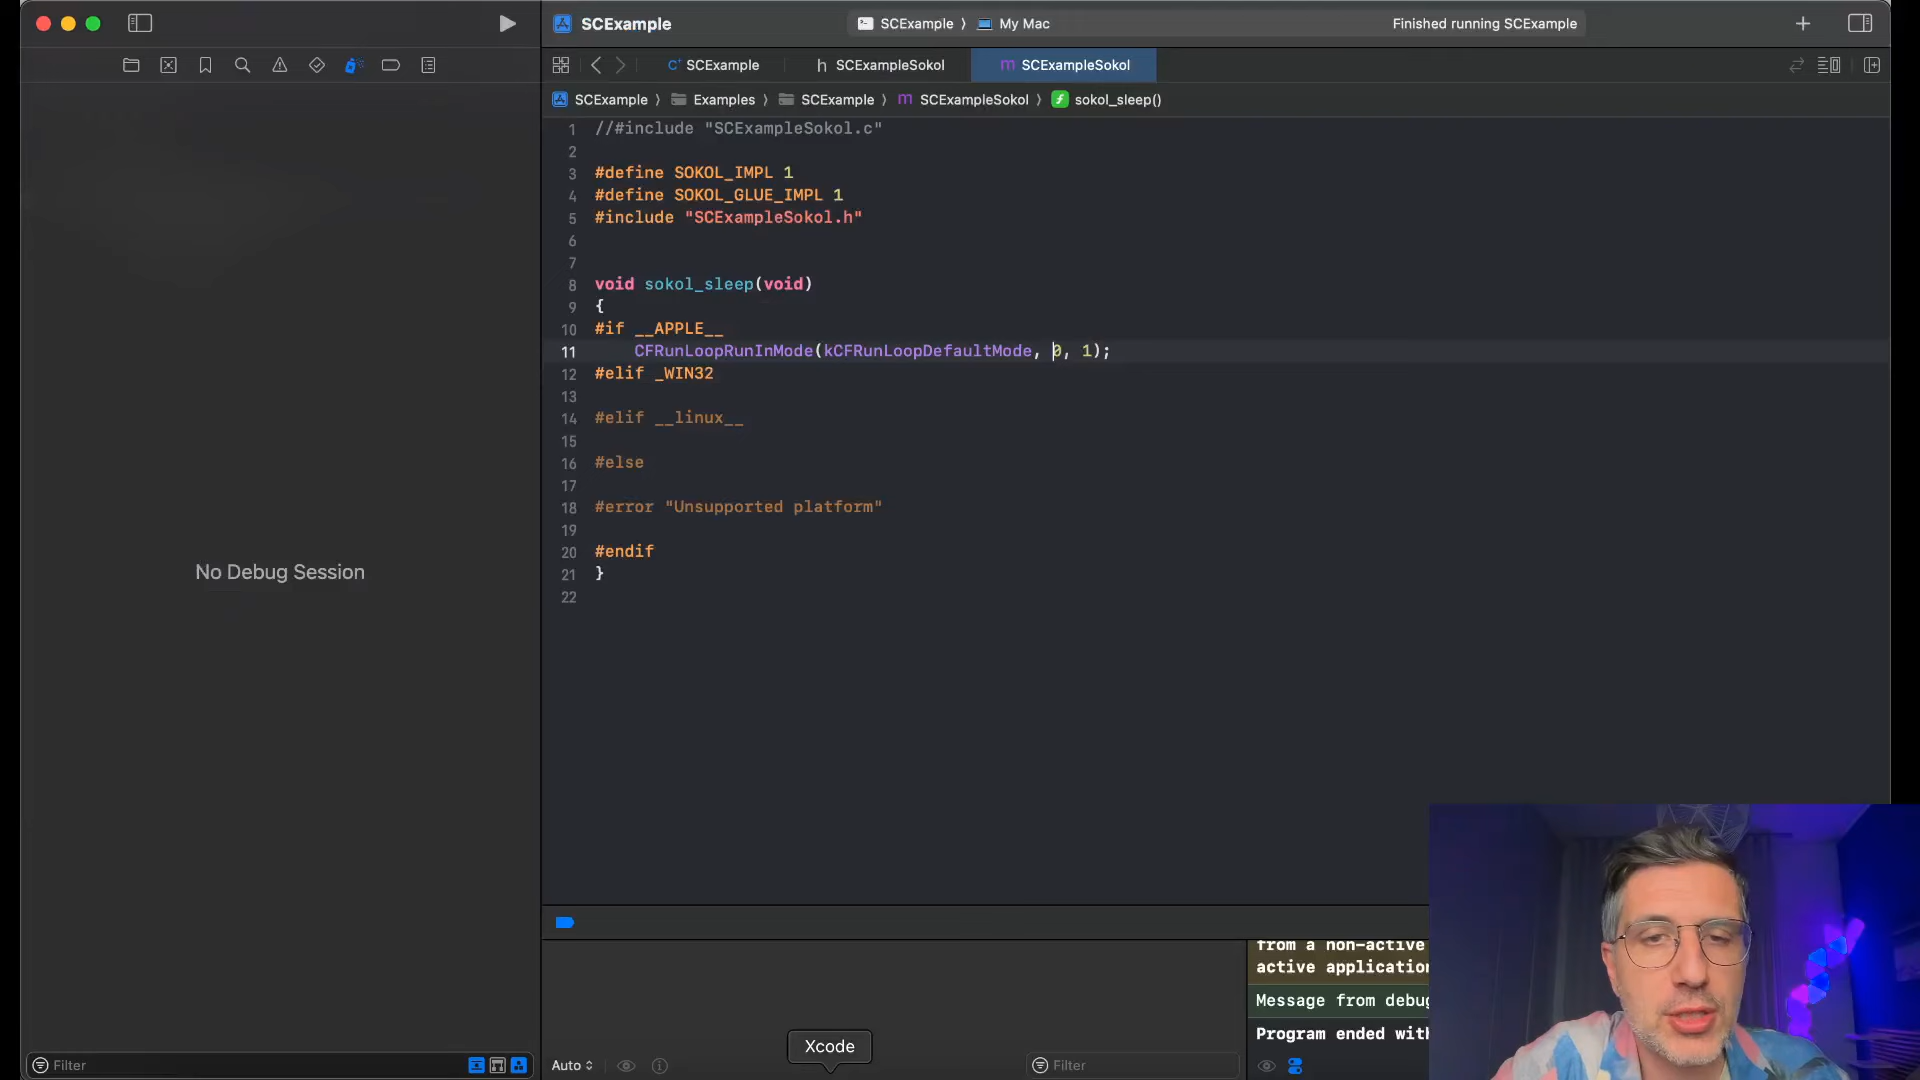 SCExample
SCExample 〉 My Mac
Finished running SCExample
SCExample
h SCExampleSokol
m SCExampleSokol
SCExample 〉 Examples 〉 SCExample 〉 m SCExampleSokol 〉 f sokol_sleep()
1 //#include "SCExampleSokol.c"
2
3 #define SOKOL_IMPL 1
4 #define SOKOL_GLUE_IMPL 1
5 #include "SCExampleSokol.h"
6
7
8 void sokol_sleep(void)
9 {
10 #if __APPLE__
11 CFRunLoopRunInMode(kCFRunLoopDefaultMode, 0, 1);
12 #elif _WIN32
13
14 #elif __linux__
15
16 #else
17
18 #error "Unsupported platform"
19
20 #endif
21 }
22
No Debug Session
from a non-active
active application
Message from debug
Program ended with
Xcode
Filter
Auto
Filter